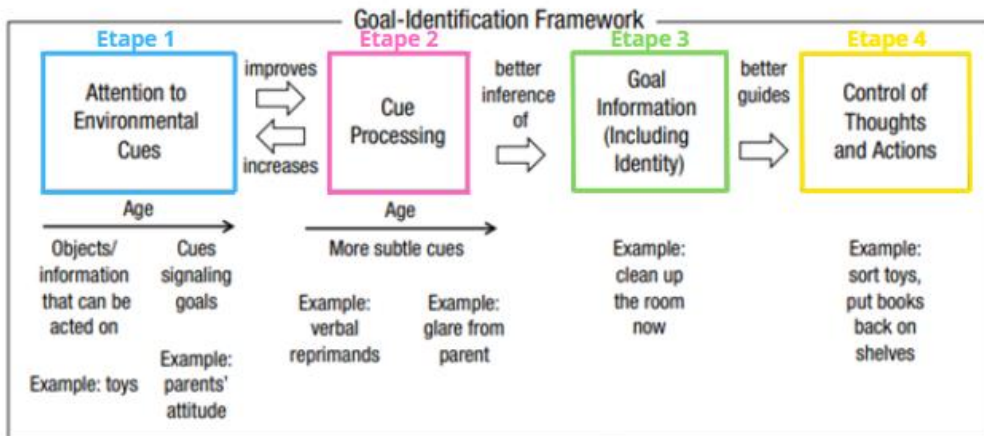 Goal-Identification Framework
Etape 1
Attention to
Environmental
Cues
improves
increases
Etape 2
Cue
Processing
better
inference
of
Etape 3
Goal
Information
(Including
Identity)
better
guides
Etape 4
Control of
Thoughts
and Actions
Age
Objects/
information
that can be
acted on
Example: toys
Cues
signaling
goals
Example:
parents'
attitude
Age
More subtle cues
Example:
verbal
reprimands
Example:
glare from
parent
Example:
clean up
the room
now
Example:
sort toys,
put books
back on
shelves